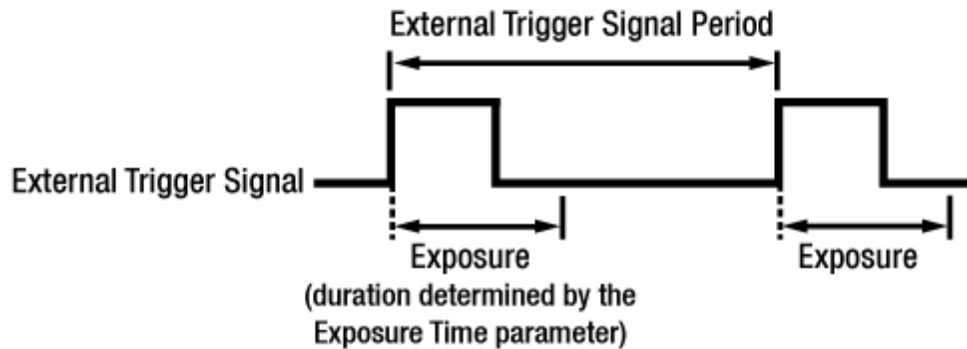 External Trigger Signal Period
External Trigger Signal
Exposure
(duration determined by the
Exposure Time parameter)
Exposure